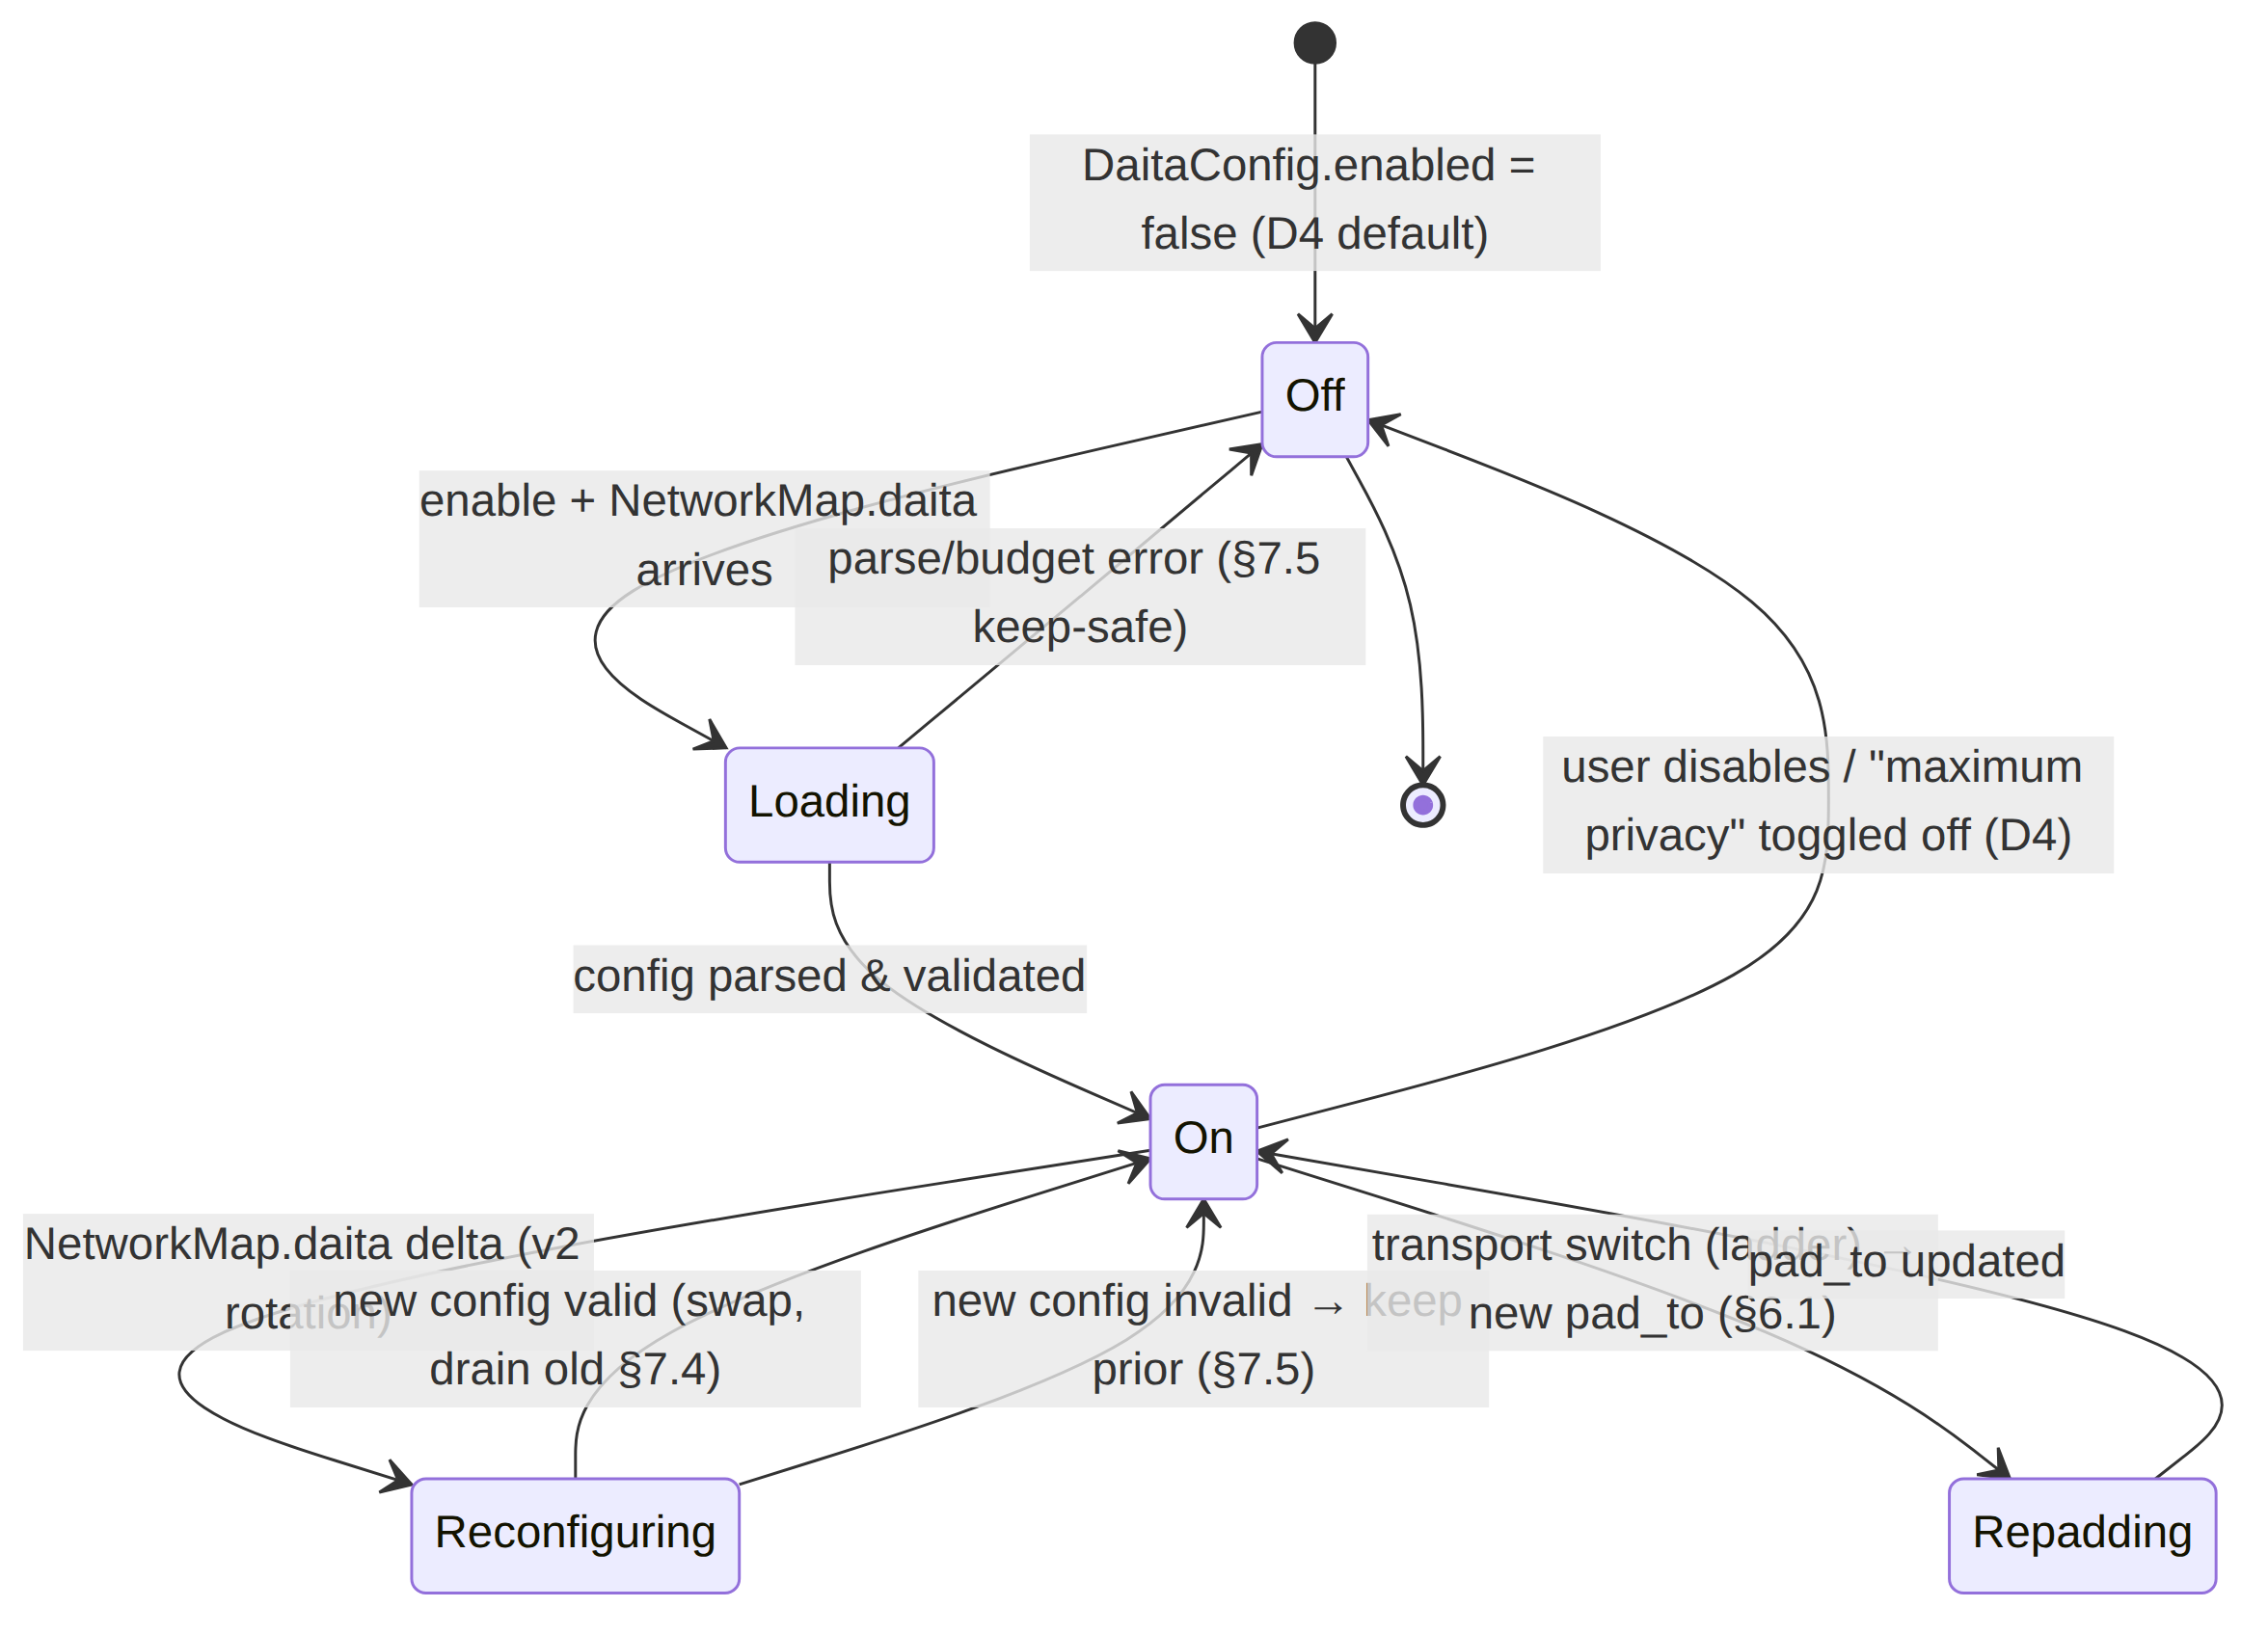 DaitaConfig.enabled =
false (D4 default)
Off
enable + NetworkMap.daita
arrives
parse/budget error (§7.5
keep-safe)
user disables / "maximum
privacy" toggled off (D4)
Loading
config parsed & validated
On
NetworkMap.daita delta (v2
rotation)
new config valid (swap,
drain old §7.4)
new config invalid → keep
prior (§7.5)
transport switch (ladder) →
new pad_to (§6.1)
pad_to updated
Reconfiguring
Repadding